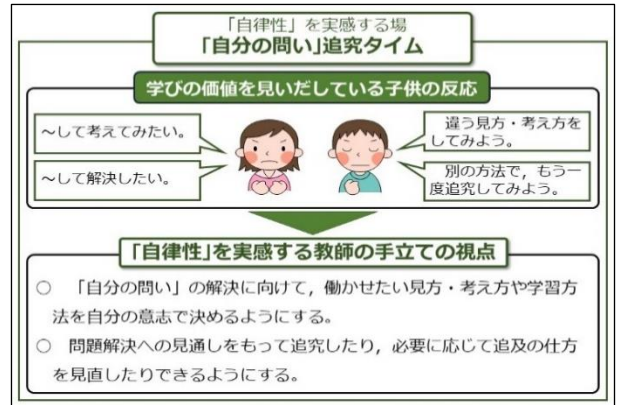 「自律性」を実感する場
「自分の問い」追究タイム
学びの価値を見いだしている子供の反応
～して考えてみたい。
～して解決したい。
違う見方・考え方を
してみよう。
別の方法で，もう一
度追究してみよう。
「自律性」を実感する教師の手立ての視点
○　「自分の問い」の解決に向けて，働かせたい見方・考え方や学習方
法を自分の意志で決めるようにする。
○　問題解決への見通しをもって追究したり，必要に応じて追及の仕方
を見直したりできるようにする。